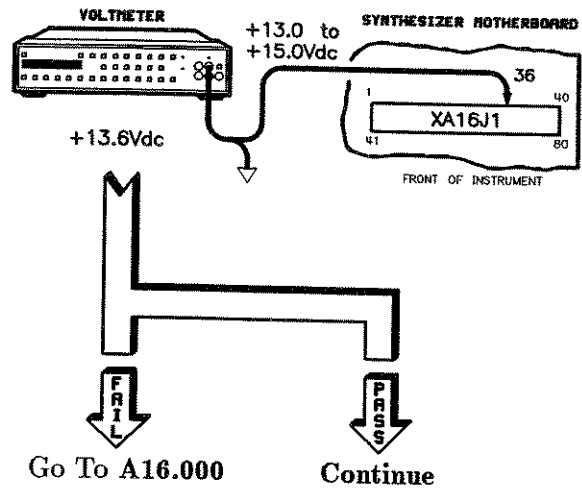 VOLTMETER
+13.0 to
+15.0Vdc
SYNTHESIZER MOTHERBOARD
36
1
40
XA16J1
41
80
+13.6Vdc
FRONT OF INSTRUMENT
FAIL
PASS
Go To A16.000
Continue